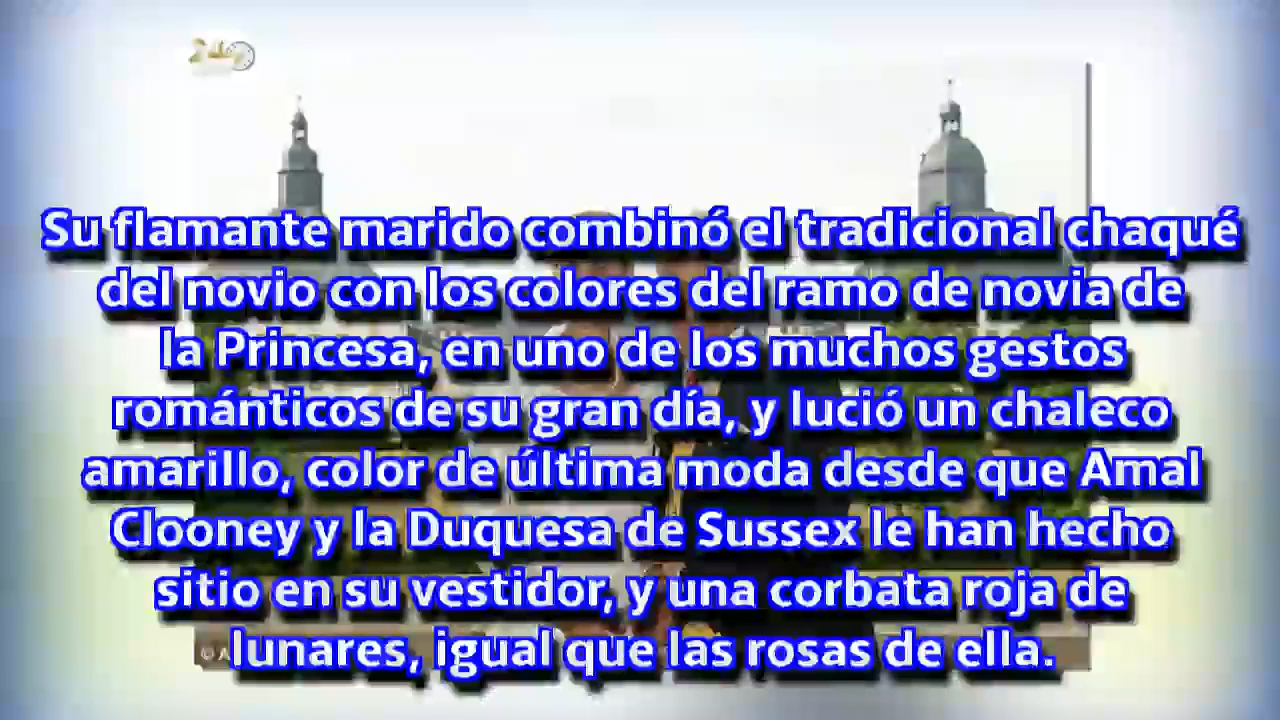 Su flamante marido combinó el tradicional chaqué
del novio con los colores del ramo de novia de
la Princesa, en uno de los muchos gestos
románticos de su gran día, y lució un chaleco
amarillo, color de última moda desde que Amal
Clooney y la Duquesa de Sussex le han hecho
sitio en su vestidor, y una corbata roja de
lunares, igual que las rosas de ella.